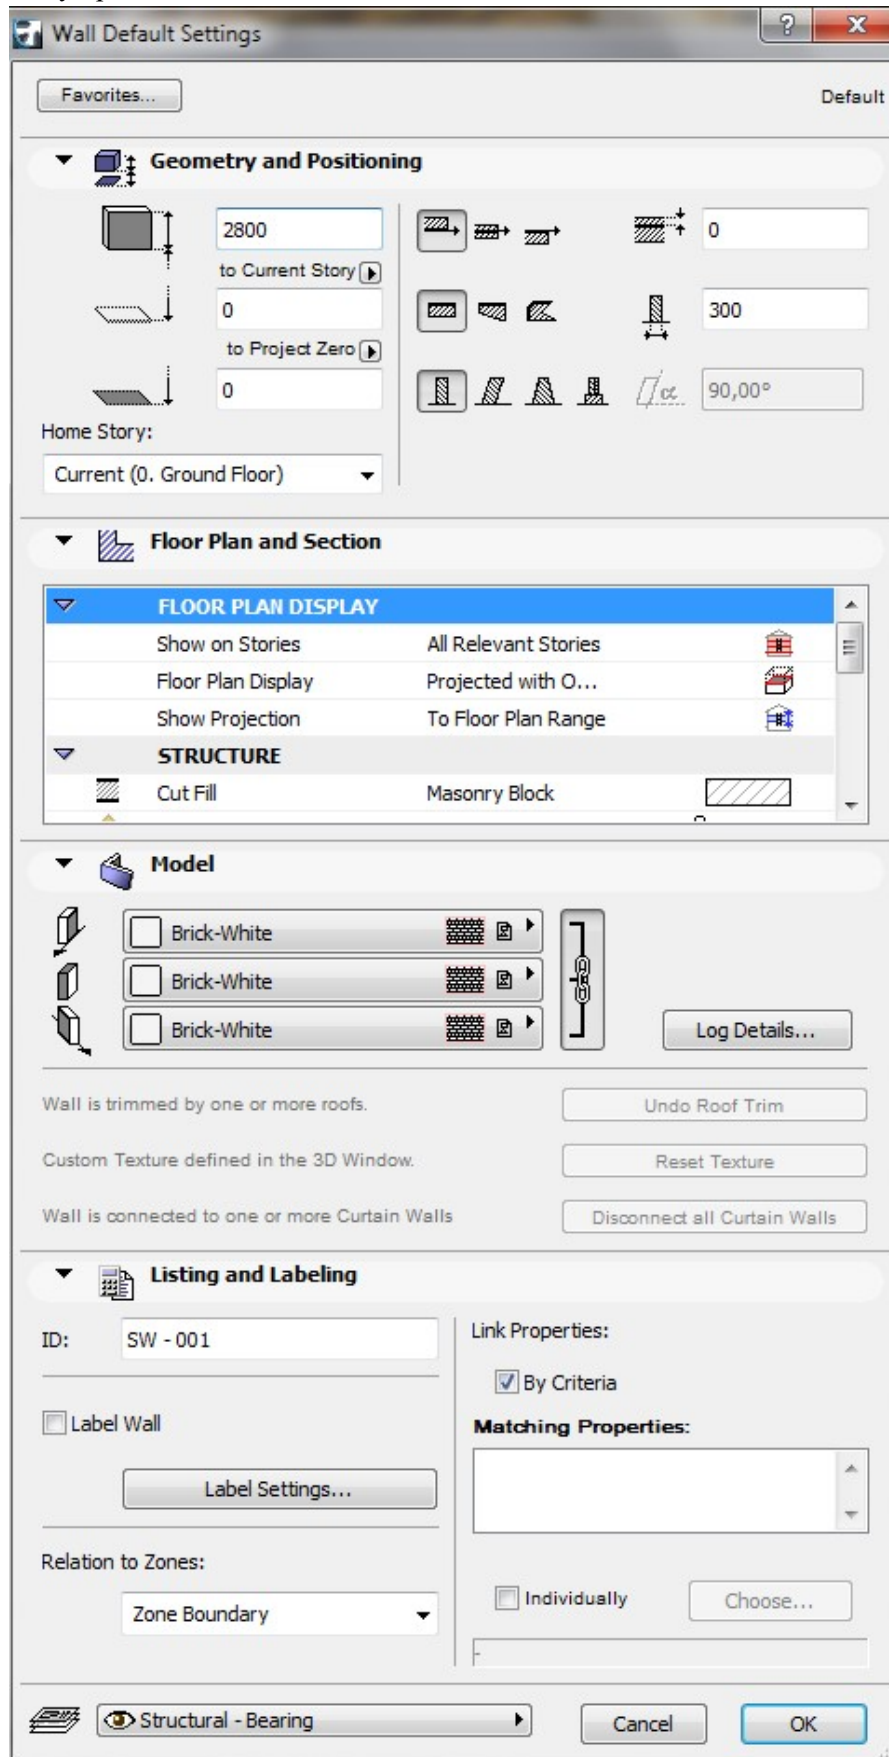 Wall Default Settings
Favorites...
Default
Geometry and Positioning
2800
0
to Current Story
0
300
to Project Zero
0
α
90,00°
Home Story:
Current (0. Ground Floor)
Floor Plan and Section
FLOOR PLAN DISPLAY
Show on Stories All Relevant Stories
Floor Plan Display Projected with O...
Show Projection To Floor Plan Range
STRUCTURE
Cut Fill Masonry Block
Model
Brick-White
Brick-White
Brick-White
Log Details...
Wall is trimmed by one or more roofs. Undo Roof Trim
Custom Texture defined in the 3D Window. Reset Texture
Wall is connected to one or more Curtain Walls Disconnect all Curtain Walls
Listing and Labeling
ID: SW - 001
Label Wall
Label Settings...
Relation to Zones:
Zone Boundary
Link Properties:
By Criteria
Matching Properties:
Individually Choose...
-
Structural - Bearing Cancel OK